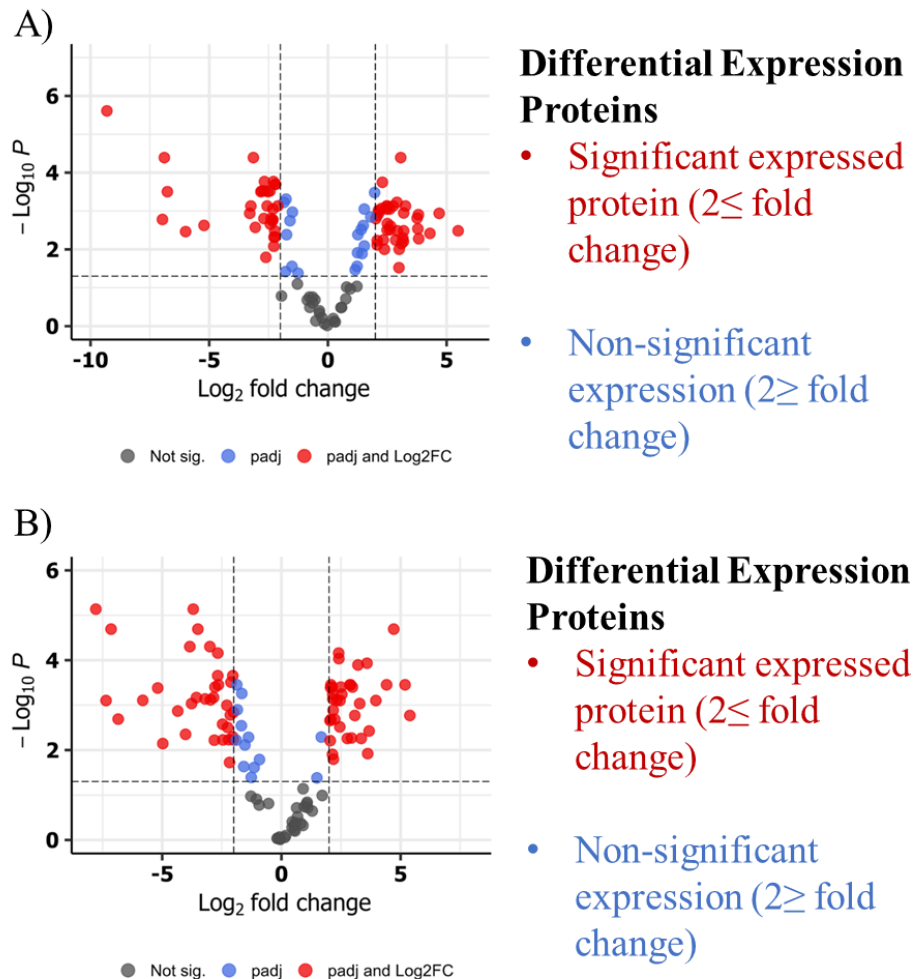 A)
6
4
2
0
− Log10 P
-10
-5
0
5
Log2 fold change
Not sig.
padj
padj and Log2FC
Differential Expression
Proteins
• Significant expressed
protein (2≤ fold
change)
• Non-significant
expression (2≥ fold
change)
B)
6
4
2
0
− Log10 P
-5
0
5
Log2 fold change
Not sig.
padj
padj and Log2FC
Differential Expression
Proteins
• Significant expressed
protein (2≤ fold
change)
• Non-significant
expression (2≥ fold
change)